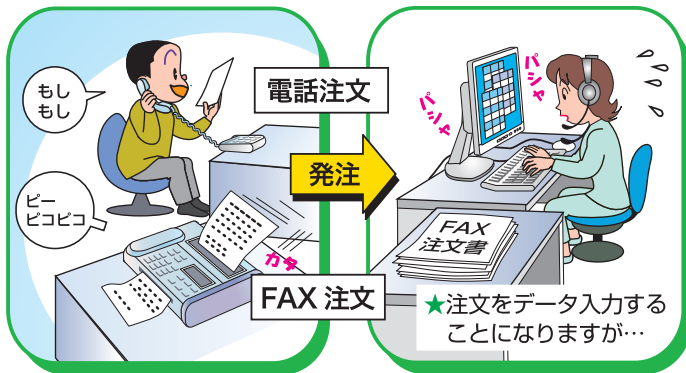 もし
もし
電話注文
発注
ピー
ピコピコ
カタ
FAX 注文
パシャ
パシャ
FAX
注文書
★注文をデータ入力する
ことになりますが…